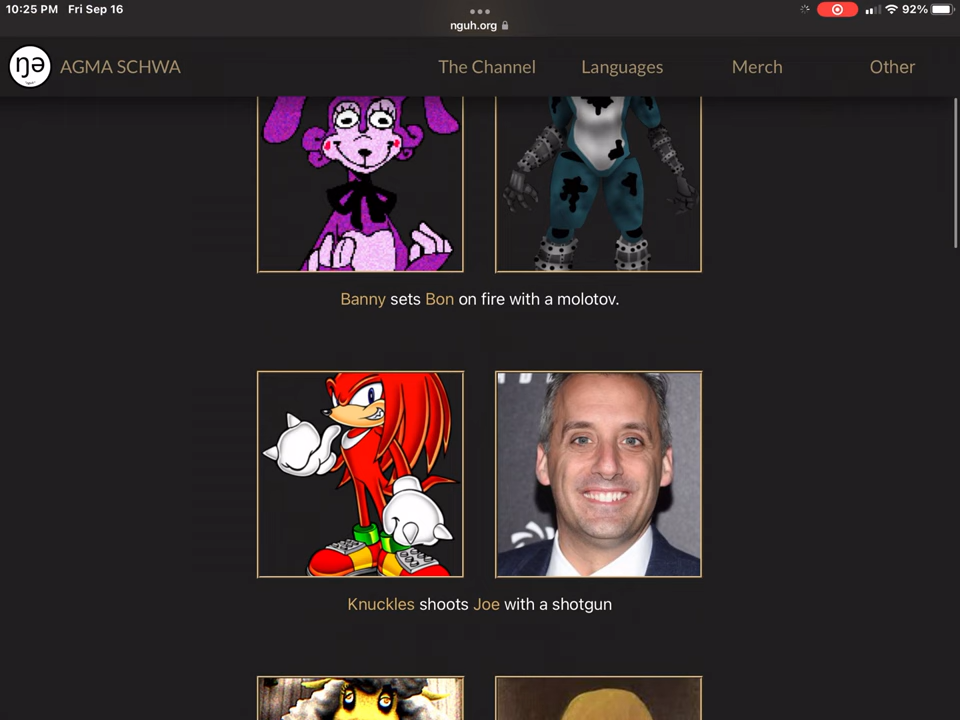 10:25 PM Fri Sep 16
92%
nguh.org
ŋə AGMA SCHWA
The Channel
Languages
Merch
Other
Banny sets Bon on fire with a molotov.
Knuckles shoots Joe with a shotgun